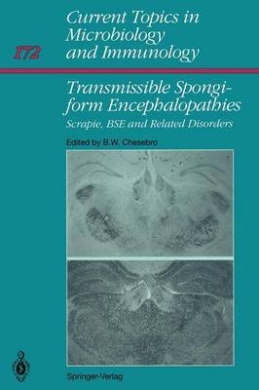 Current Topics in
172
Microbiology
and Immunology
Transmissible Spongi-
form Encephalopathies
Scrapie, BSE and Related Disorders
Edited by B.W. Chesebro
Springer-Verlag